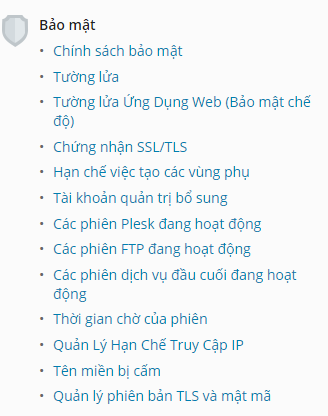 Bảo mật
• Chính sách bảo mật
• Tường lửa
• Tường lửa Ứng Dụng Web (Bảo mật chế
độ)
• Chứng nhận SSL/TLS
• Hạn chế việc tạo các vùng phụ
• Tài khoản quản trị bổ sung
• Các phiên Plesk đang hoạt động
• Các phiên FTP đang hoạt động
• Các phiên dịch vụ đầu cuối đang hoạt
động
• Thời gian chờ của phiên
• Quản Lý Hạn Chế Truy Cập IP
• Tên miền bị cấm
• Quản lý phiên bản TLS và mật mã